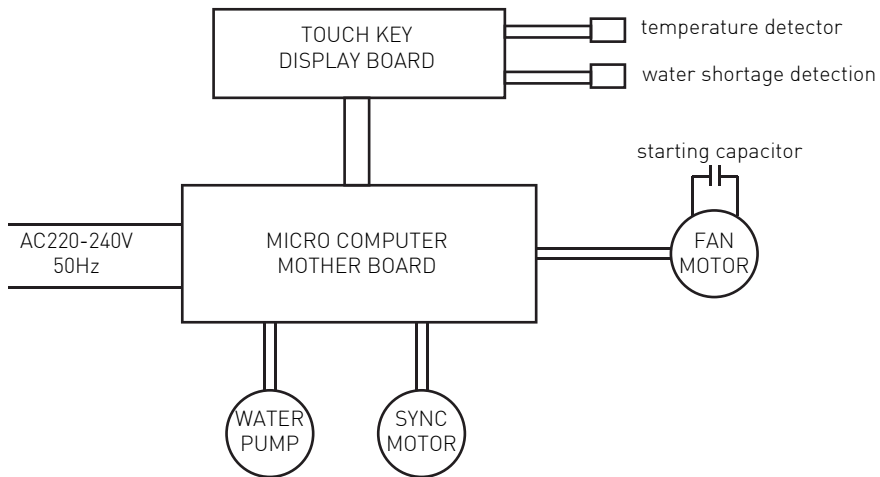 TOUCH KEY
DISPLAY BOARD
temperature detector
water shortage detection
starting capacitor
AC220-240V
50Hz
MICRO COMPUTER
MOTHER BOARD
FAN
MOTOR
WATER
PUMP
SYNC
MOTOR